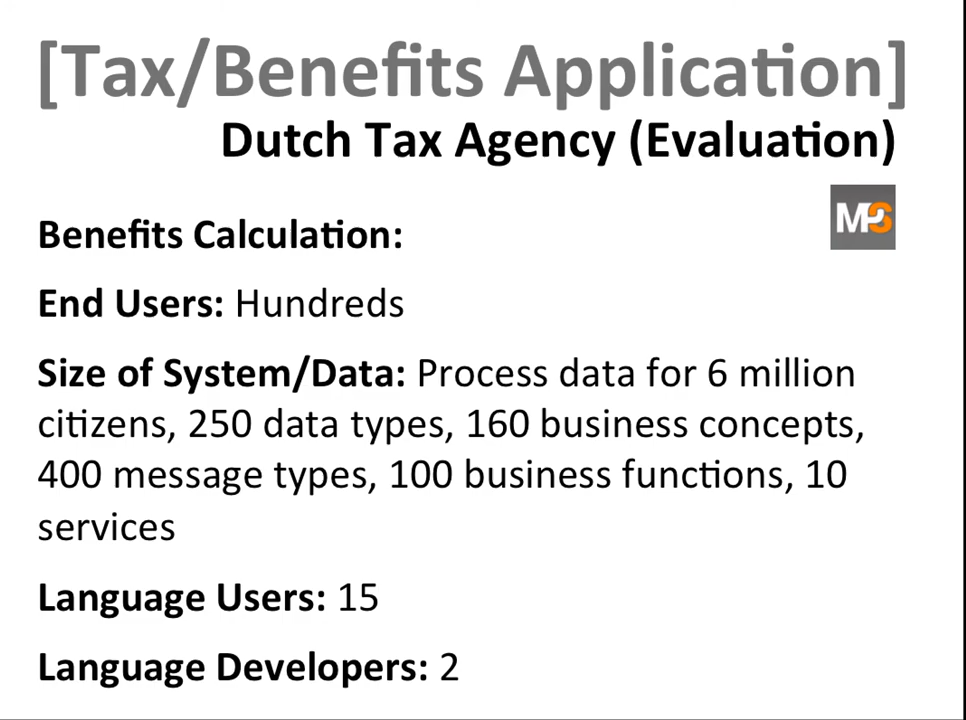 [Tax/Benefits Application]
Dutch Tax Agency (Evaluation)
MPS
Benefits Calculation:
End Users: Hundreds
Size of System/Data: Process data for 6 million
citizens, 250 data types, 160 business concepts,
400 message types, 100 business functions, 10
services
Language Users: 15
Language Developers: 2